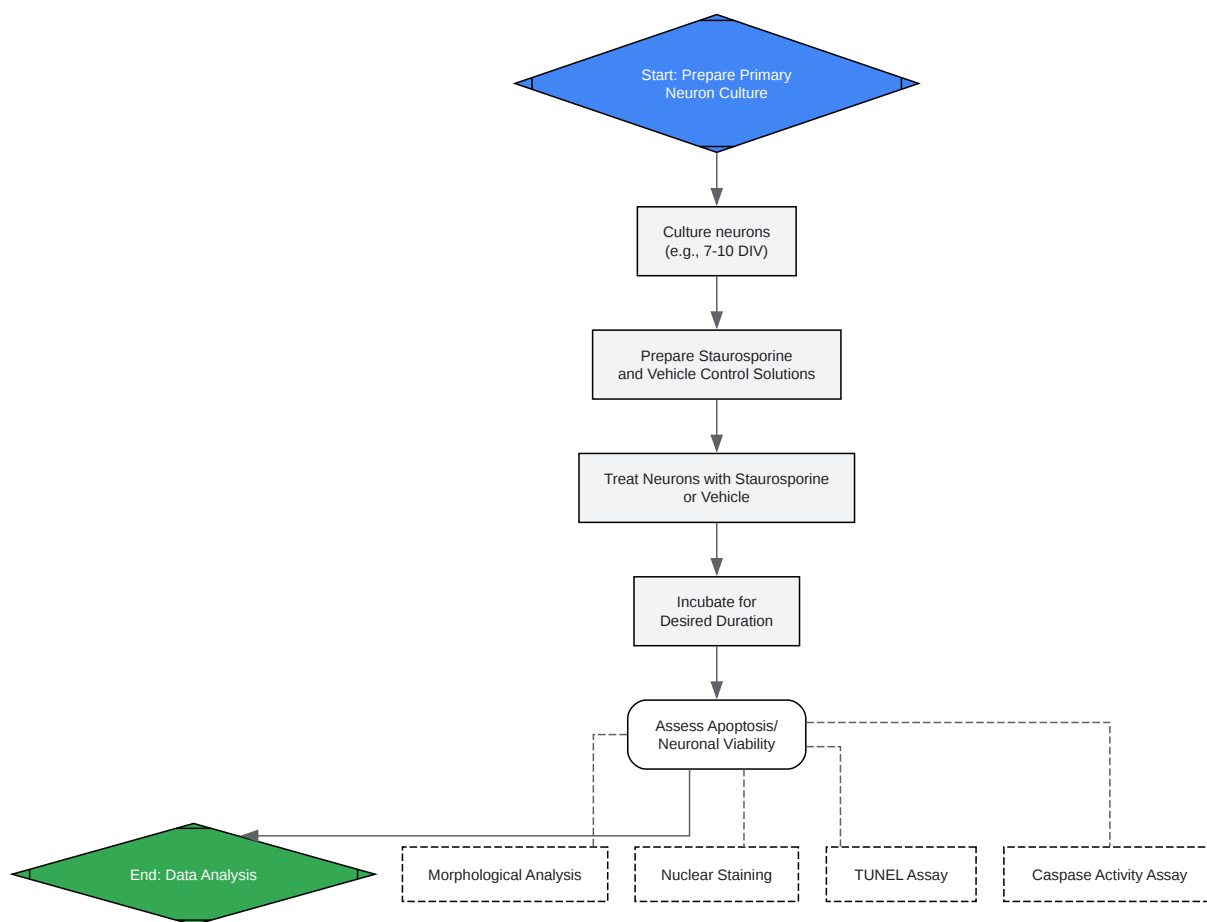 Start: Prepare Primary
Neuron Culture
Culture neurons
(e.g., 7-10 DIV)
Prepare Staurosporine
and Vehicle Control Solutions
Treat Neurons with Staurosporine
or Vehicle
Incubate for
Desired Duration
Assess Apoptosis/
Neuronal Viability
End: Data Analysis
Morphological Analysis
Nuclear Staining
TUNEL Assay
Caspase Activity Assay